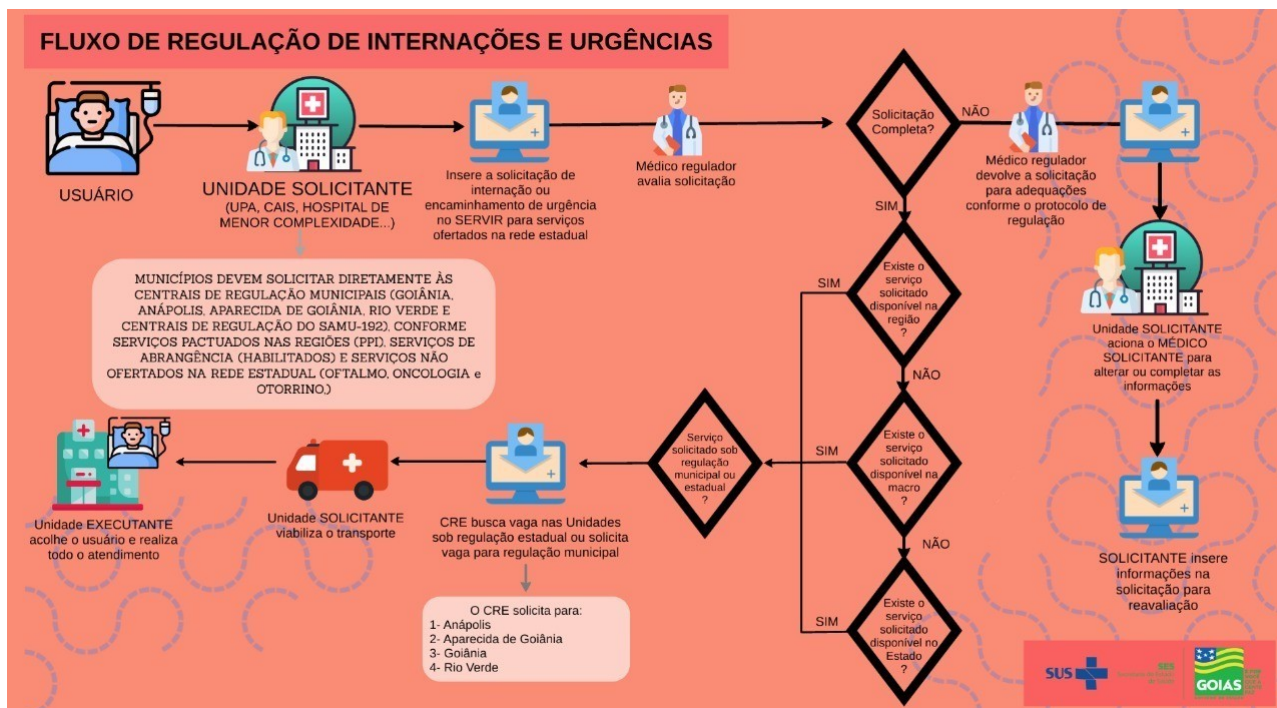 FLUXO DE REGULAÇÃO DE INTERNAÇÕES E URGÊNCIAS
USUÁRIO
UNIDADE SOLICITANTE
(UPA, CAIS, HOSPITAL DE
MENOR COMPLEXIDADE...)
Insere a solicitação de
internação ou
encaminhamento de urgência
no SERVIR para serviços
ofertados na rede estadual
Médico regulador
avalia solicitação
Solicitação
Completa?
NÃO
Médico regulador
devolve a solicitação
para adequações
conforme o protocolo de
regulação
SIM
MUNICÍPIOS DEVEM SOLICITAR DIRETAMENTE ÀS
CENTRAIS DE REGULAÇÃO MUNICIPAIS (GOIÂNIA,
ANÁPOLIS, APARECIDA DE GOIÂNIA, RIO VERDE E
CENTRAIS DE REGULAÇÃO DO SAMU-192), CONFORME
SERVIÇOS PACTUADOS NAS REGIÕES (PPI), SERVIÇOS DE
ABRANGÊNCIA (HABILITADOS) E SERVIÇOS NÃO
OFERTADOS NA REDE ESTADUAL (OFTALMO, ONCOLOGIA e
OTORRINO,)
SIM
Existe o
serviço
solicitado
disponível na
região
?
Unidade SOLICITANTE
aciona o MÉDICO
SOLICITANTE para
alterar ou completar as
informações
NÃO
Existe o
serviço
solicitado
disponível na
macro
?
SIM
Serviço
solicitado sob
regulação
municipal ou
estadual
?
CRE busca vaga nas Unidades
sob regulação estadual ou solicita
vaga para regulação municipal
Unidade SOLICITANTE
viabiliza o transporte
Unidade EXECUTANTE
acolhe o usuário e realiza
todo o atendimento
NÃO
SOLICITANTE insere
informações na
solicitação para
reavaliação
O CRE solicita para:
1- Anápolis
2- Aparecida de Goiânia
3- Goiânia
4- Rio Verde
SIM
Existe o
serviço
solicitado
disponível no
Estado
?
SUS
SES
Secretaria de Estado
da Saúde
GOIÁS